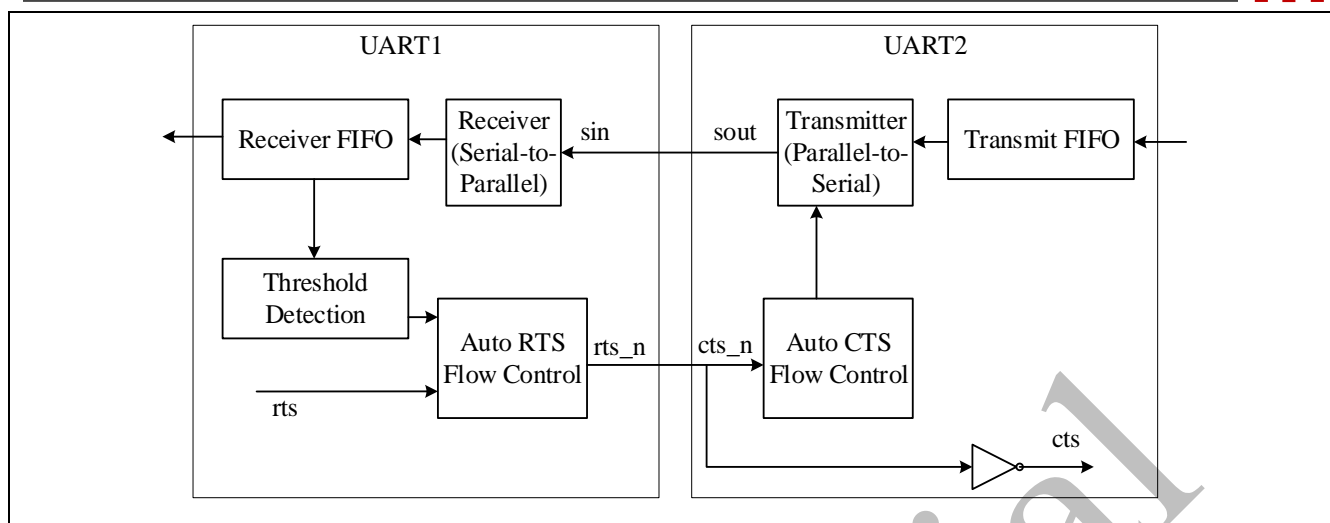 UART1
UART2
Receiver FIFO
Receiver
(Serial-to-
Parallel)
sin
sout
Transmitter
(Parallel-to-
Serial)
Transmit FIFO
Threshold
Detection
Auto RTS
Flow Control
rts_n
cts_n
Auto CTS
Flow Control
rts
cts
ial